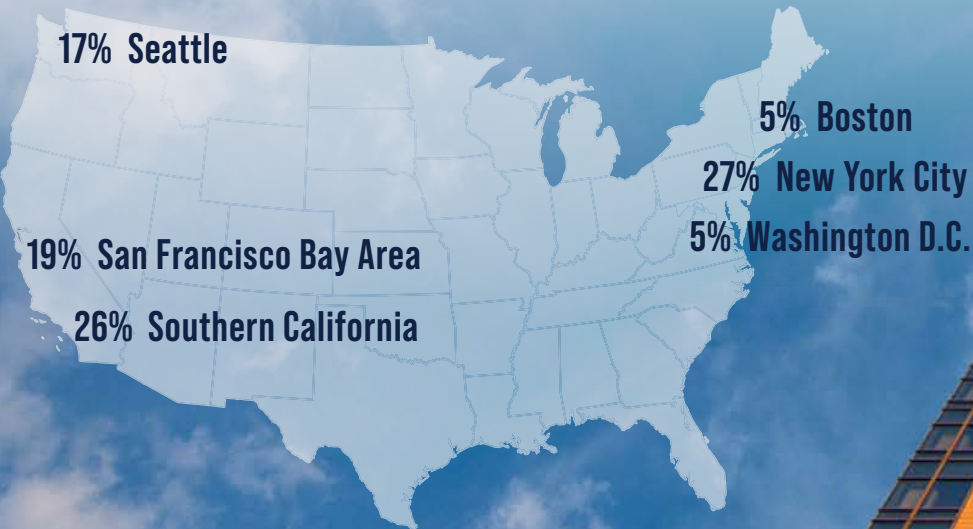 17% Seattle
5% Boston
27% New York City
5% Washington D.C.
19% San Francisco Bay Area
26% Southern California